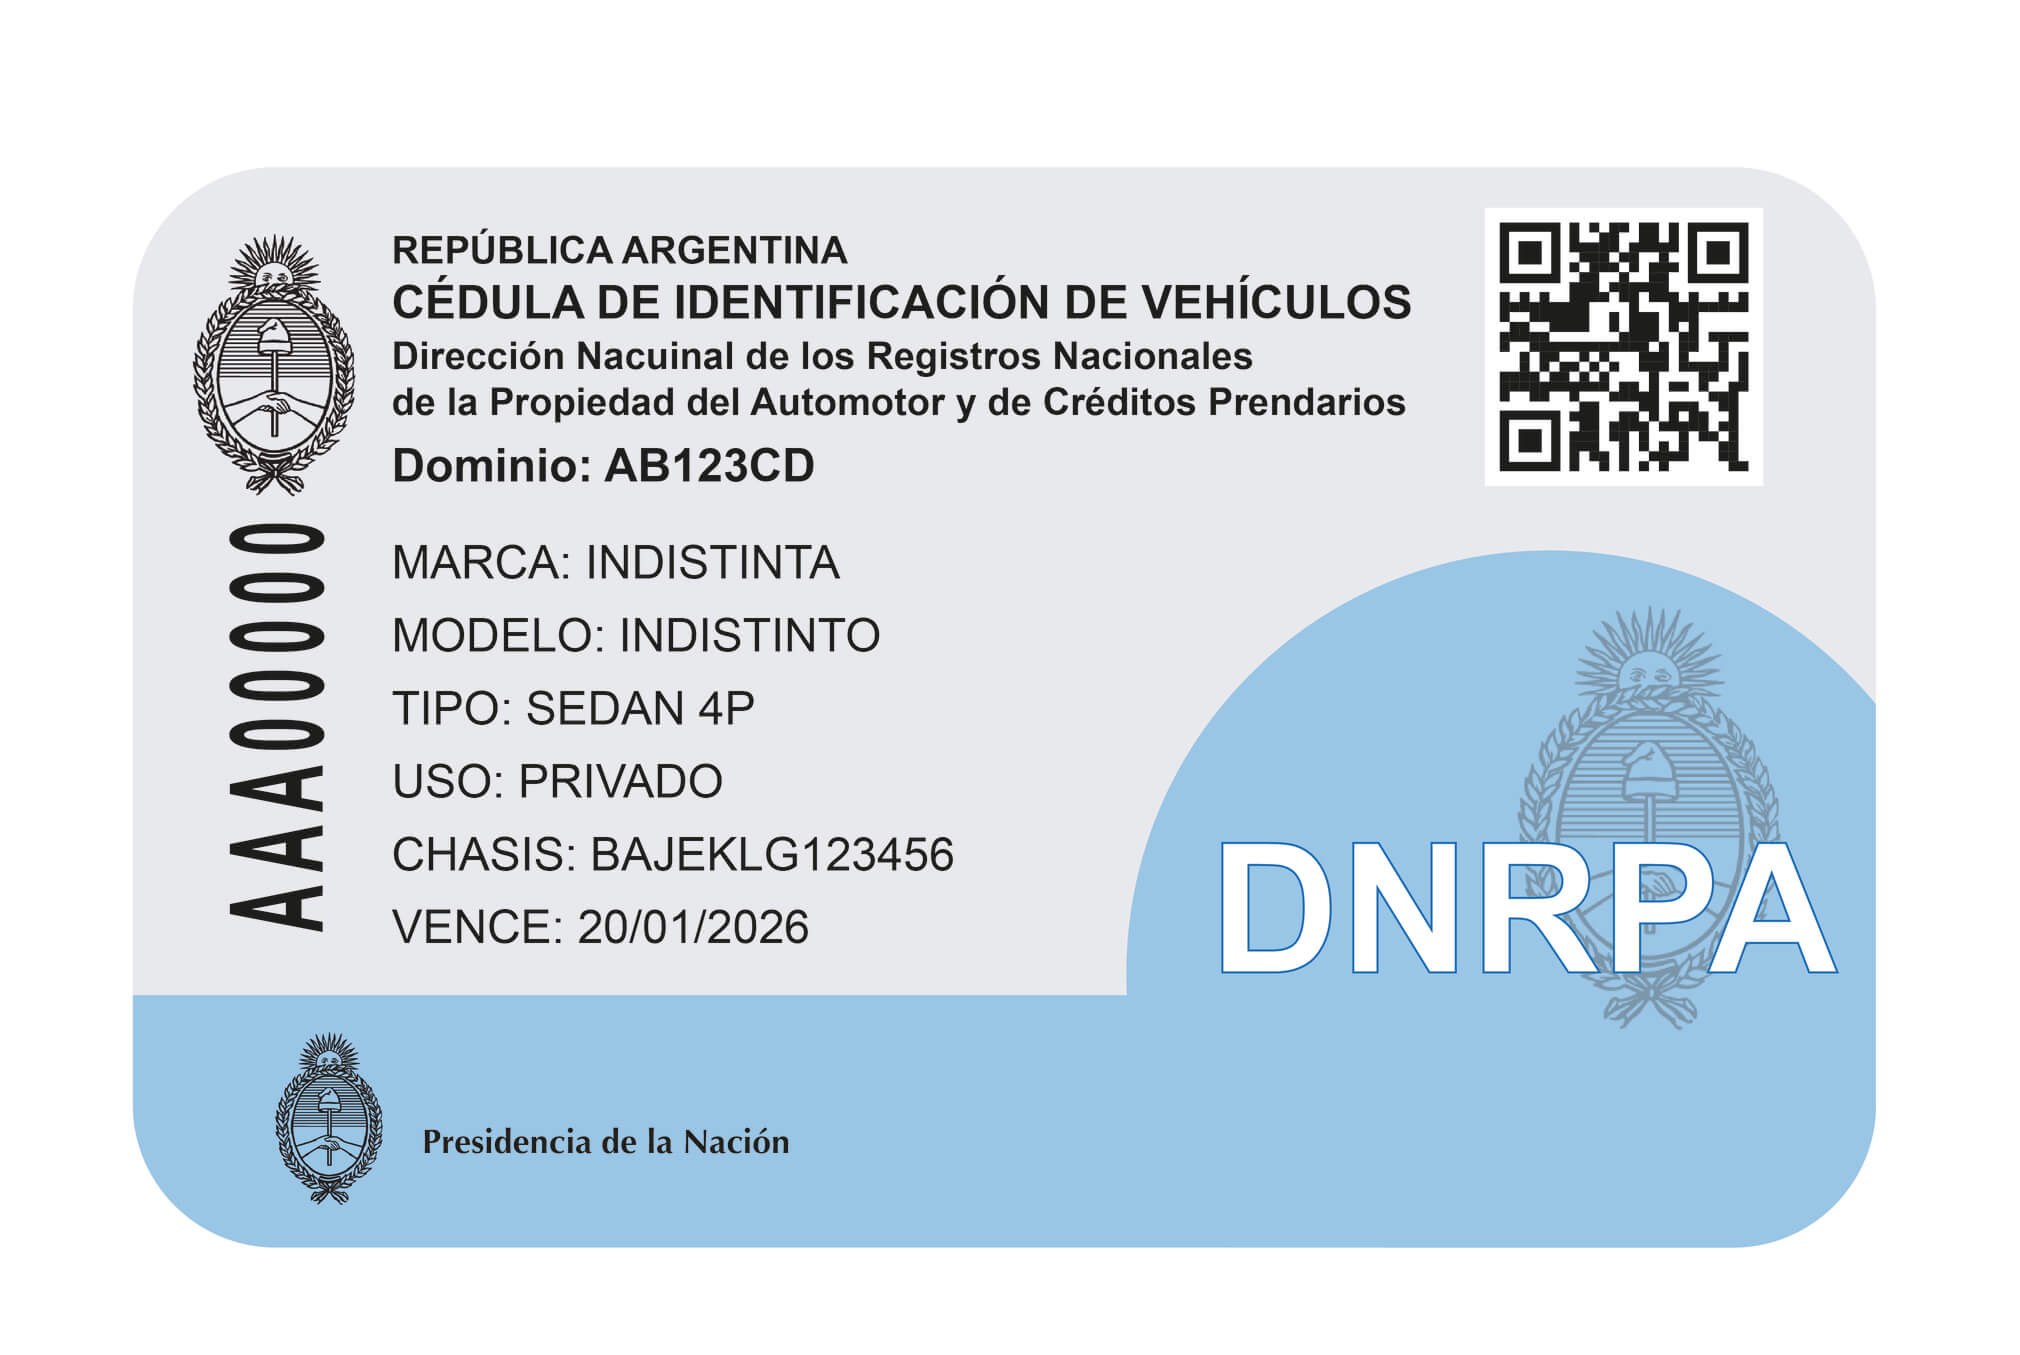 REPÚBLICA ARGENTINA
CÉDULA DE IDENTIFICACIÓN DE VEHÍCULOS
Dirección Nacuinal de los Registros Nacionales
de la Propiedad del Automotor y de Créditos Prendarios
Dominio: AB123CD
AAA00000
MARCA: INDISTINTA
MODELO: INDISTINTO
TIPO: SEDAN 4P
USO: PRIVADO
CHASIS: BAJEKLG123456
VENCE: 20/01/2026
DNRPA
Presidencia de la Nación